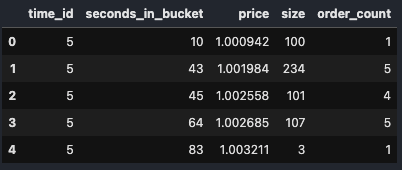 time_id seconds_in_bucket price size order_count
0 5 10 1.000942 100 1
1 5 43 1.001984 234 5
2 5 45 1.002558 101 4
3 5 64 1.002685 107 5
4 5 83 1.003211 3 1